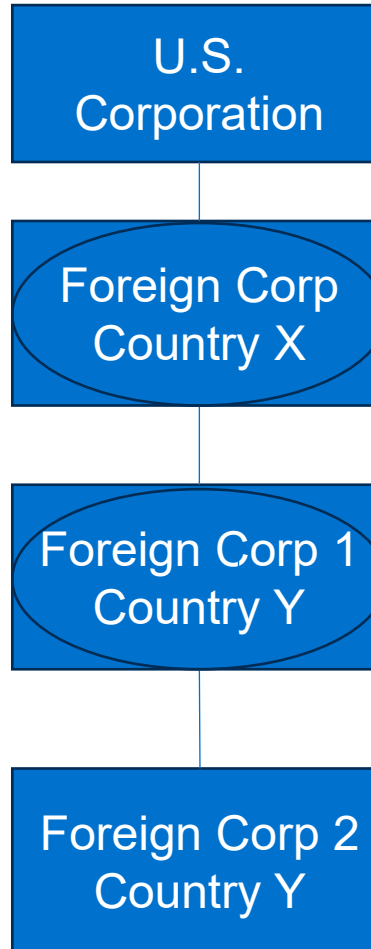 U.S.
Corporation
Foreign Corp
Country X
Foreign Corp 1
Country Y
Foreign Corp 2
Country Y